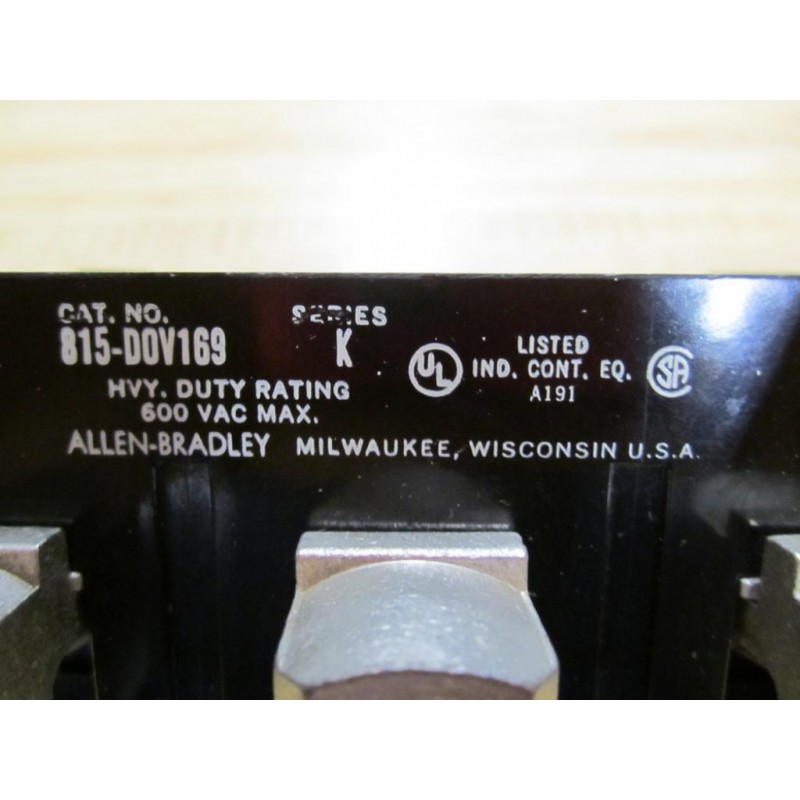 CAT. NO. SERIES
815-DOV169 K
HVY. DUTY RATING
600 VAC MAX.
UL LISTED
IND. CONT. EQ.
A191
SA
ALLEN-BRADLEY MILWAUKEE, WISCONSIN U.S.A.